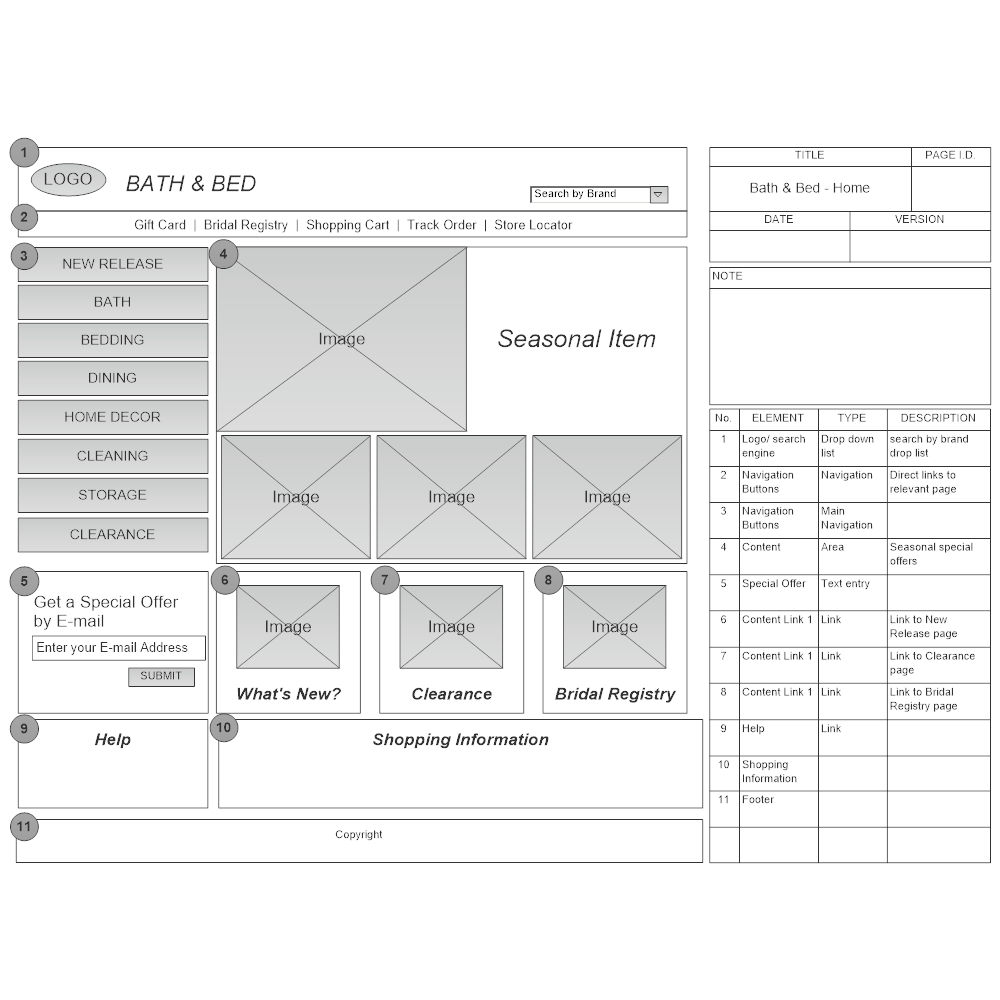 1
LOGO
BATH & BED
Search by Brand
2
Gift Card | Bridal Registry | Shopping Cart | Track Order | Store Locator
3
NEW RELEASE
BATH
BEDDING
DINING
HOME DECOR
CLEANING
STORAGE
CLEARANCE
4
Image
Seasonal Item
Image
Image
Image
5
Get a Special Offer
by E-mail
Enter your E-mail Address
SUBMIT
6
Image
What's New?
7
Image
Clearance
8
Image
Bridal Registry
9
Help
10
Shopping Information
11
Copyright
TITLE
PAGE I.D.
Bath & Bed - Home
DATE
VERSION
NOTE
No. ELEMENT TYPE DESCRIPTION
1 Logo/ search Drop down search by brand
engine list drop list
2 Navigation Navigation Direct links to
Buttons relevant page
3 Navigation Main
Buttons Navigation
4 Content Area Seasonal special
offers
5 Special Offer Text entry
6 Content Link 1 Link Link to New
Release page
7 Content Link 1 Link Link to Clearance
page
8 Content Link 1 Link Link to Bridal
Registry page
9 Help Link
10 Shopping
Information
11 Footer